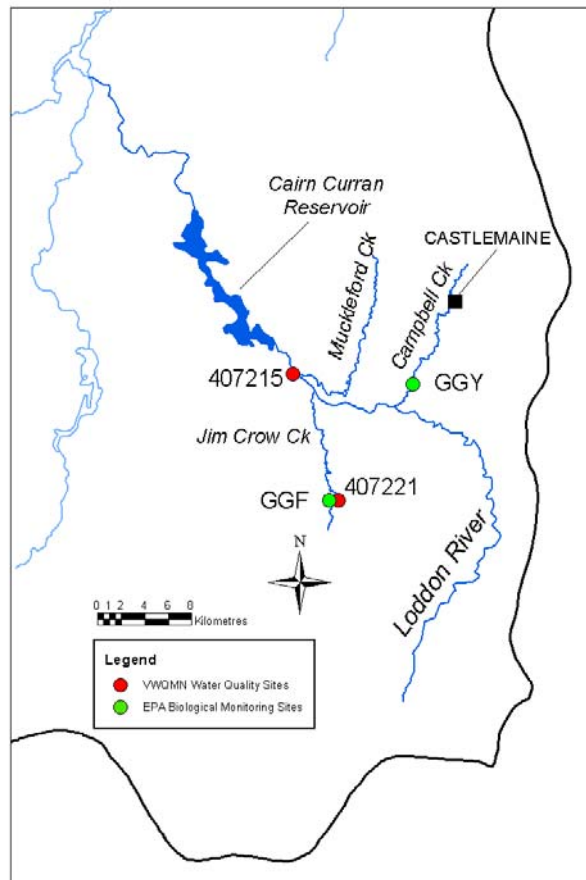 Cairn Curran
Reservoir
Muckleford Ck
CASTLEMAINE
Campbell Ck
407215
GGY
Jim Crow Ck
407221
GGF
Loddon River
N
0 1 2 4 6 8
Kilometres
Legend
VWQMN Water Quality Sites
EPA Biological Monitoring Sites